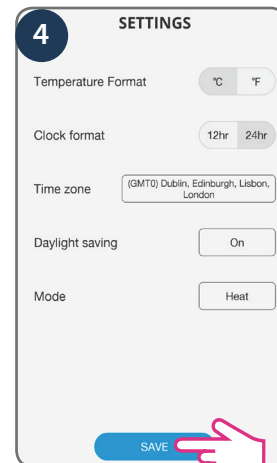 4
SETTINGS
Temperature Format
°C °F
Clock format
12hr 24hr
Time zone
(GMT0) Dublin, Edinburgh, Lisbon,
London
Daylight saving
On
Mode
Heat
SAVE